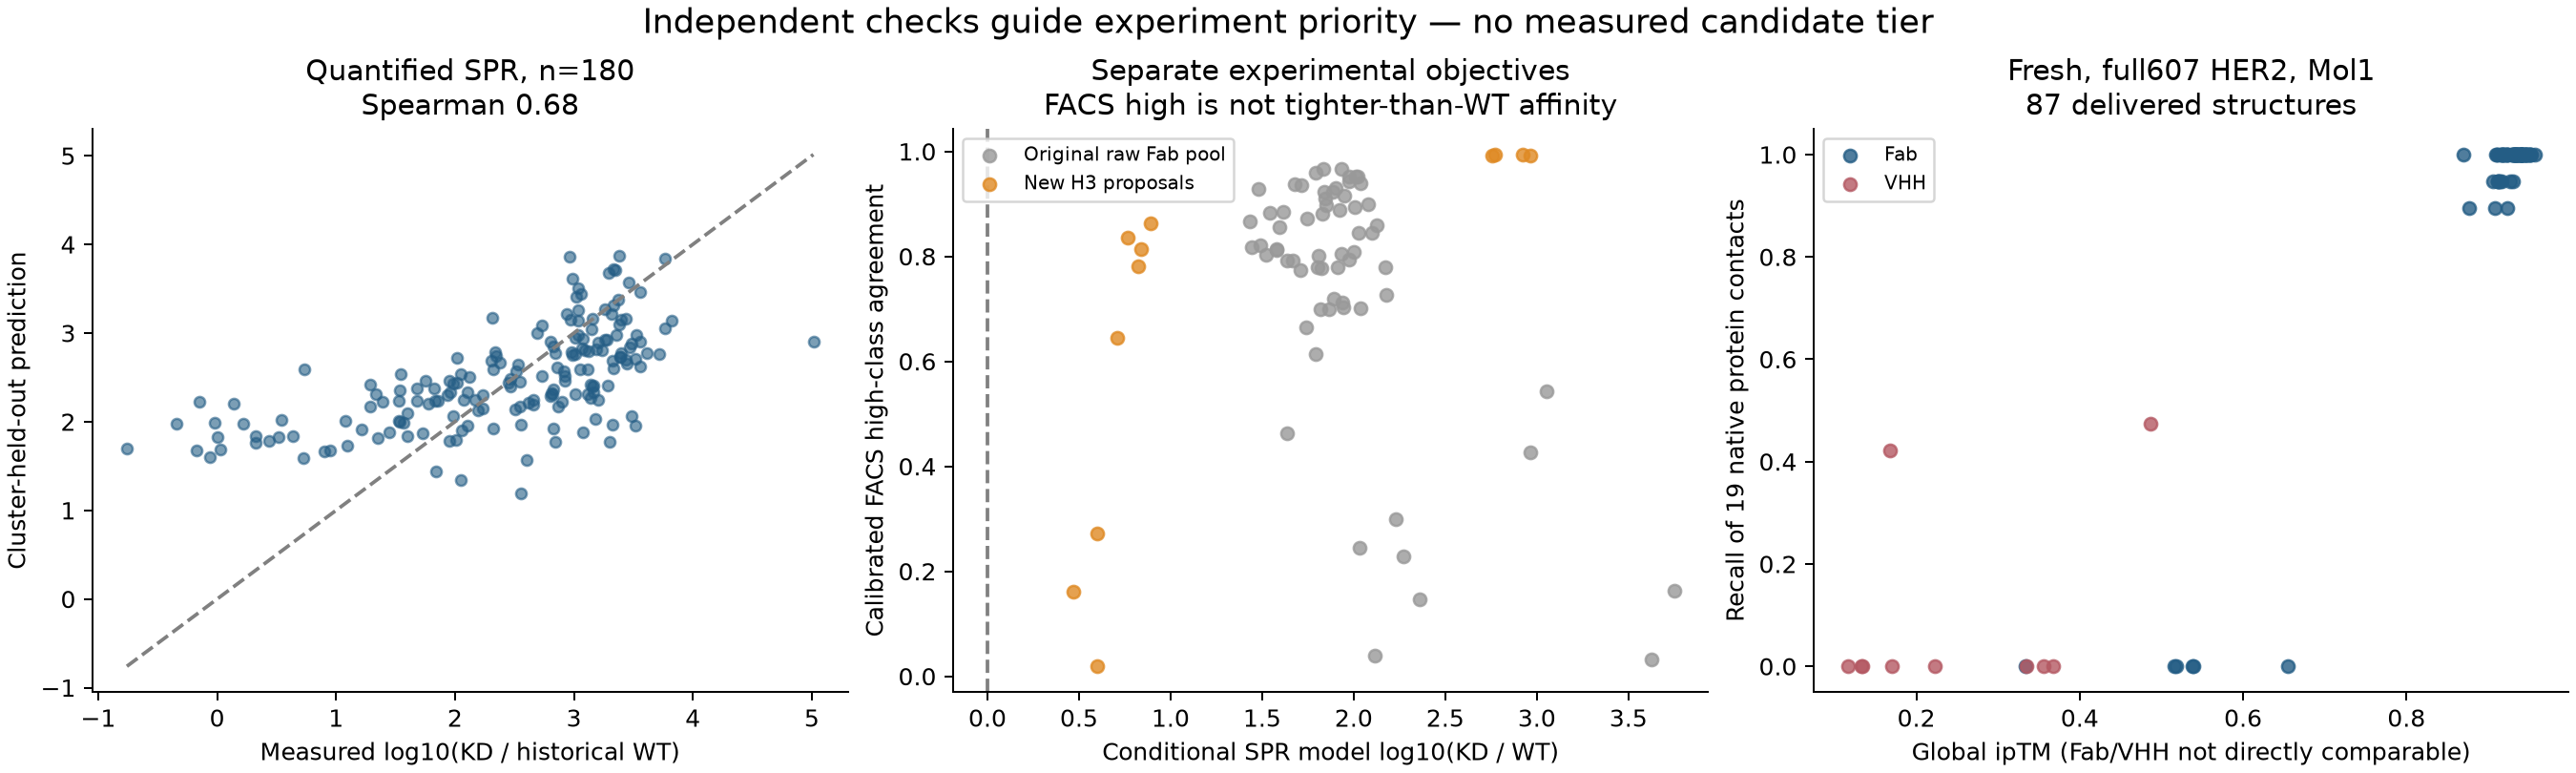 Independent checks guide experiment priority — no measured candidate tier
Quantified SPR, n=180
Spearman 0.68
5
4
3
2
1
0
−1
Cluster-held-out prediction
−1
0
1
2
3
4
5
Measured log10(KD / historical WT)
Separate experimental objectives
FACS high is not tighter-than-WT affinity
Original raw Fab pool
New H3 proposals
1.0
0.8
0.6
0.4
0.2
0.0
Calibrated FACS high-class agreement
0.0
0.5
1.0
1.5
2.0
2.5
3.0
3.5
Conditional SPR model log10(KD / WT)
Fresh, full607 HER2, Mol1
87 delivered structures
Fab
VHH
1.0
0.8
0.6
0.4
0.2
0.0
Recall of 19 native protein contacts
0.2
0.4
0.6
0.8
Global ipTM (Fab/VHH not directly comparable)